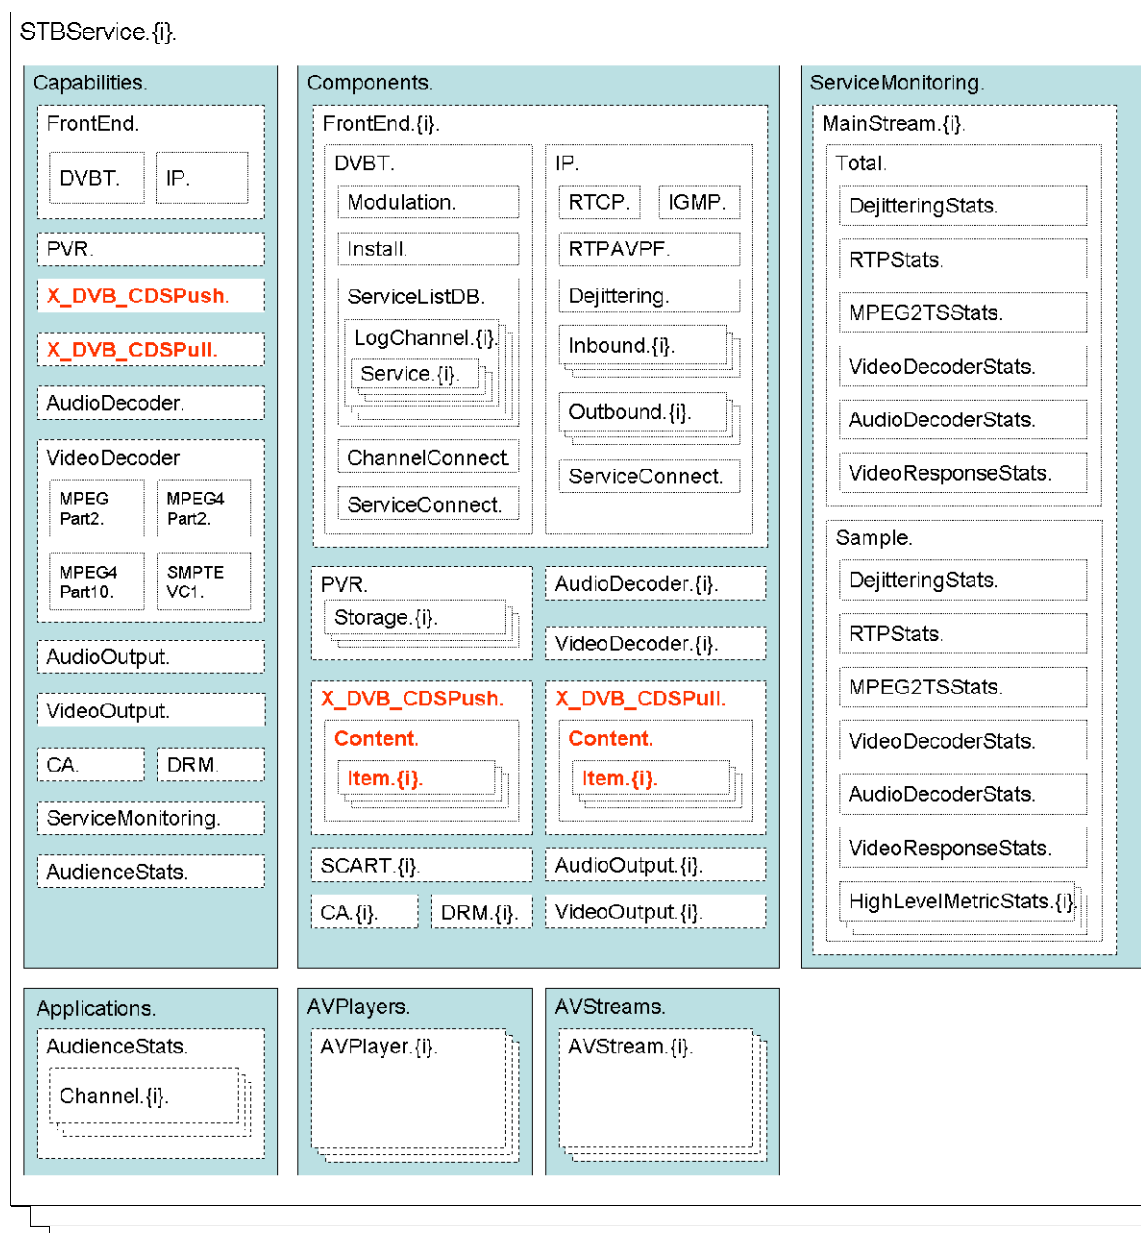 STBService.{i}.
Capabilities.
FrontEnd.
DVBT.
IP.
PVR.
X_DVB_CDSPush.
X_DVB_CDSPull.
AudioDecoder.
VideoDecoder
MPEG
Part2.
MPEG4
Part2.
MPEG4
Part10.
SMPTE
VC1.
AudioOutput.
VideoOutput.
CA.
DRM.
ServiceMonitoring.
AudienceStats.
Components.
FrontEnd.{i}.
DVBT.
Modulation.
Install.
ServiceListDB.
LogChannel.{i}.
Service.{i}.
ChannelConnect.
ServiceConnect.
IP.
RTCP.
IGMP.
RTPAVPF.
Dejittering.
Inbound.{i}.
Outbound.{i}.
ServiceConnect.
PVR.
Storage.{i}.
AudioDecoder.{i}.
VideoDecoder.{i}.
X_DVB_CDSPush.
Content.
Item.{i}.
X_DVB_CDSPull.
Content.
Item.{i}.
SCART.{i}.
AudioOutput.{i}.
CA.{i}.
DRM.{i}.
VideoOutput.{i}.
ServiceMonitoring.
MainStream.{i}.
Total.
DejitteringStats.
RTPStats.
MPEG2TSStats.
VideoDecoderStats.
AudioDecoderStats.
VideoResponseStats.
Sample.
DejitteringStats.
RTPStats.
MPEG2TSStats.
VideoDecoderStats.
AudioDecoderStats.
VideoResponseStats.
HighLevelMetricStats.{i}
Applications.
AudienceStats.
Channel.{i}.
AVPlayers.
AVPlayer.{i}.
AVStreams.
AVStream.{i}.